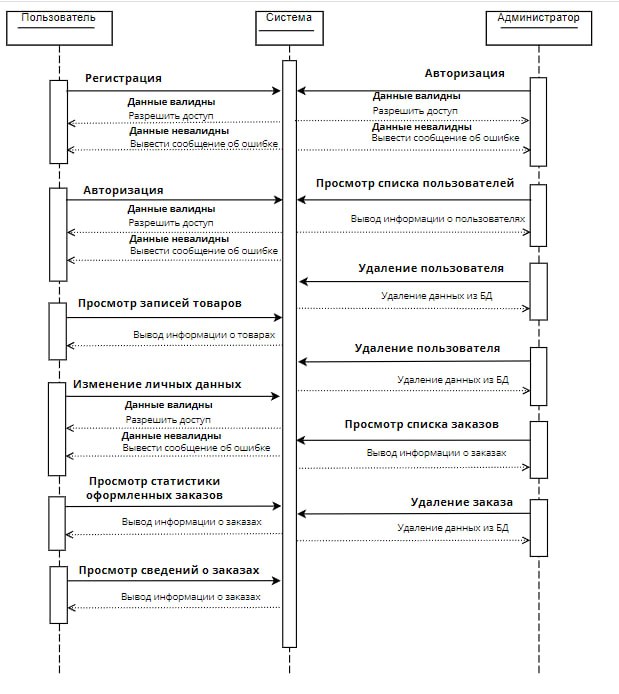 Пользователь
Система
Администратор
Регистрация
Данные валидны
Разрешить доступ
Данные невалидны
Вывести сообщение об ошибке
Авторизация
Данные валидны
Разрешить доступ
Данные невалидны
Вывести сообщение об ошибке
Просмотр записей товаров
Вывод информации о товарах
Изменение личных данных
Данные валидны
Разрешить доступ
Данные невалидны
Вывести сообщение об ошибке
Просмотр статистики
оформленных заказов
Вывод информации о заказах
Просмотр сведений о заказах
Вывод информации о заказах
Авторизация
Данные валидны
Разрешить доступ
Данные невалидны
Вывести сообщение об ошибке
Просмотр списка пользователей
Вывод информации о пользователях
Удаление пользователя
Удаление данных из БД
Удаление пользователя
Удаление данных из БД
Просмотр списка заказов
Вывод информации о заказах
Удаление заказа
Удаление данных из БД